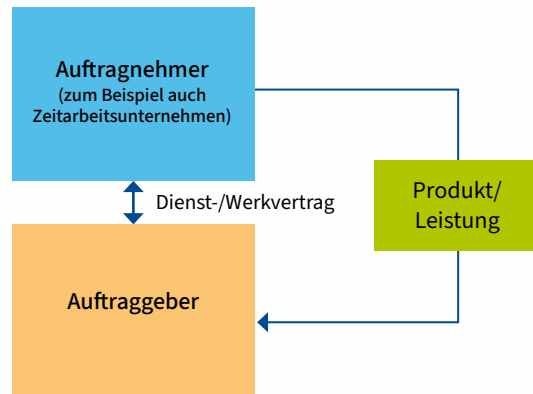 Auftragnehmer
(zum Beispiel auch
Zeitarbeitsunternehmen)
Dienst-/Werkvertrag
Produkt/
Leistung
Auftraggeber